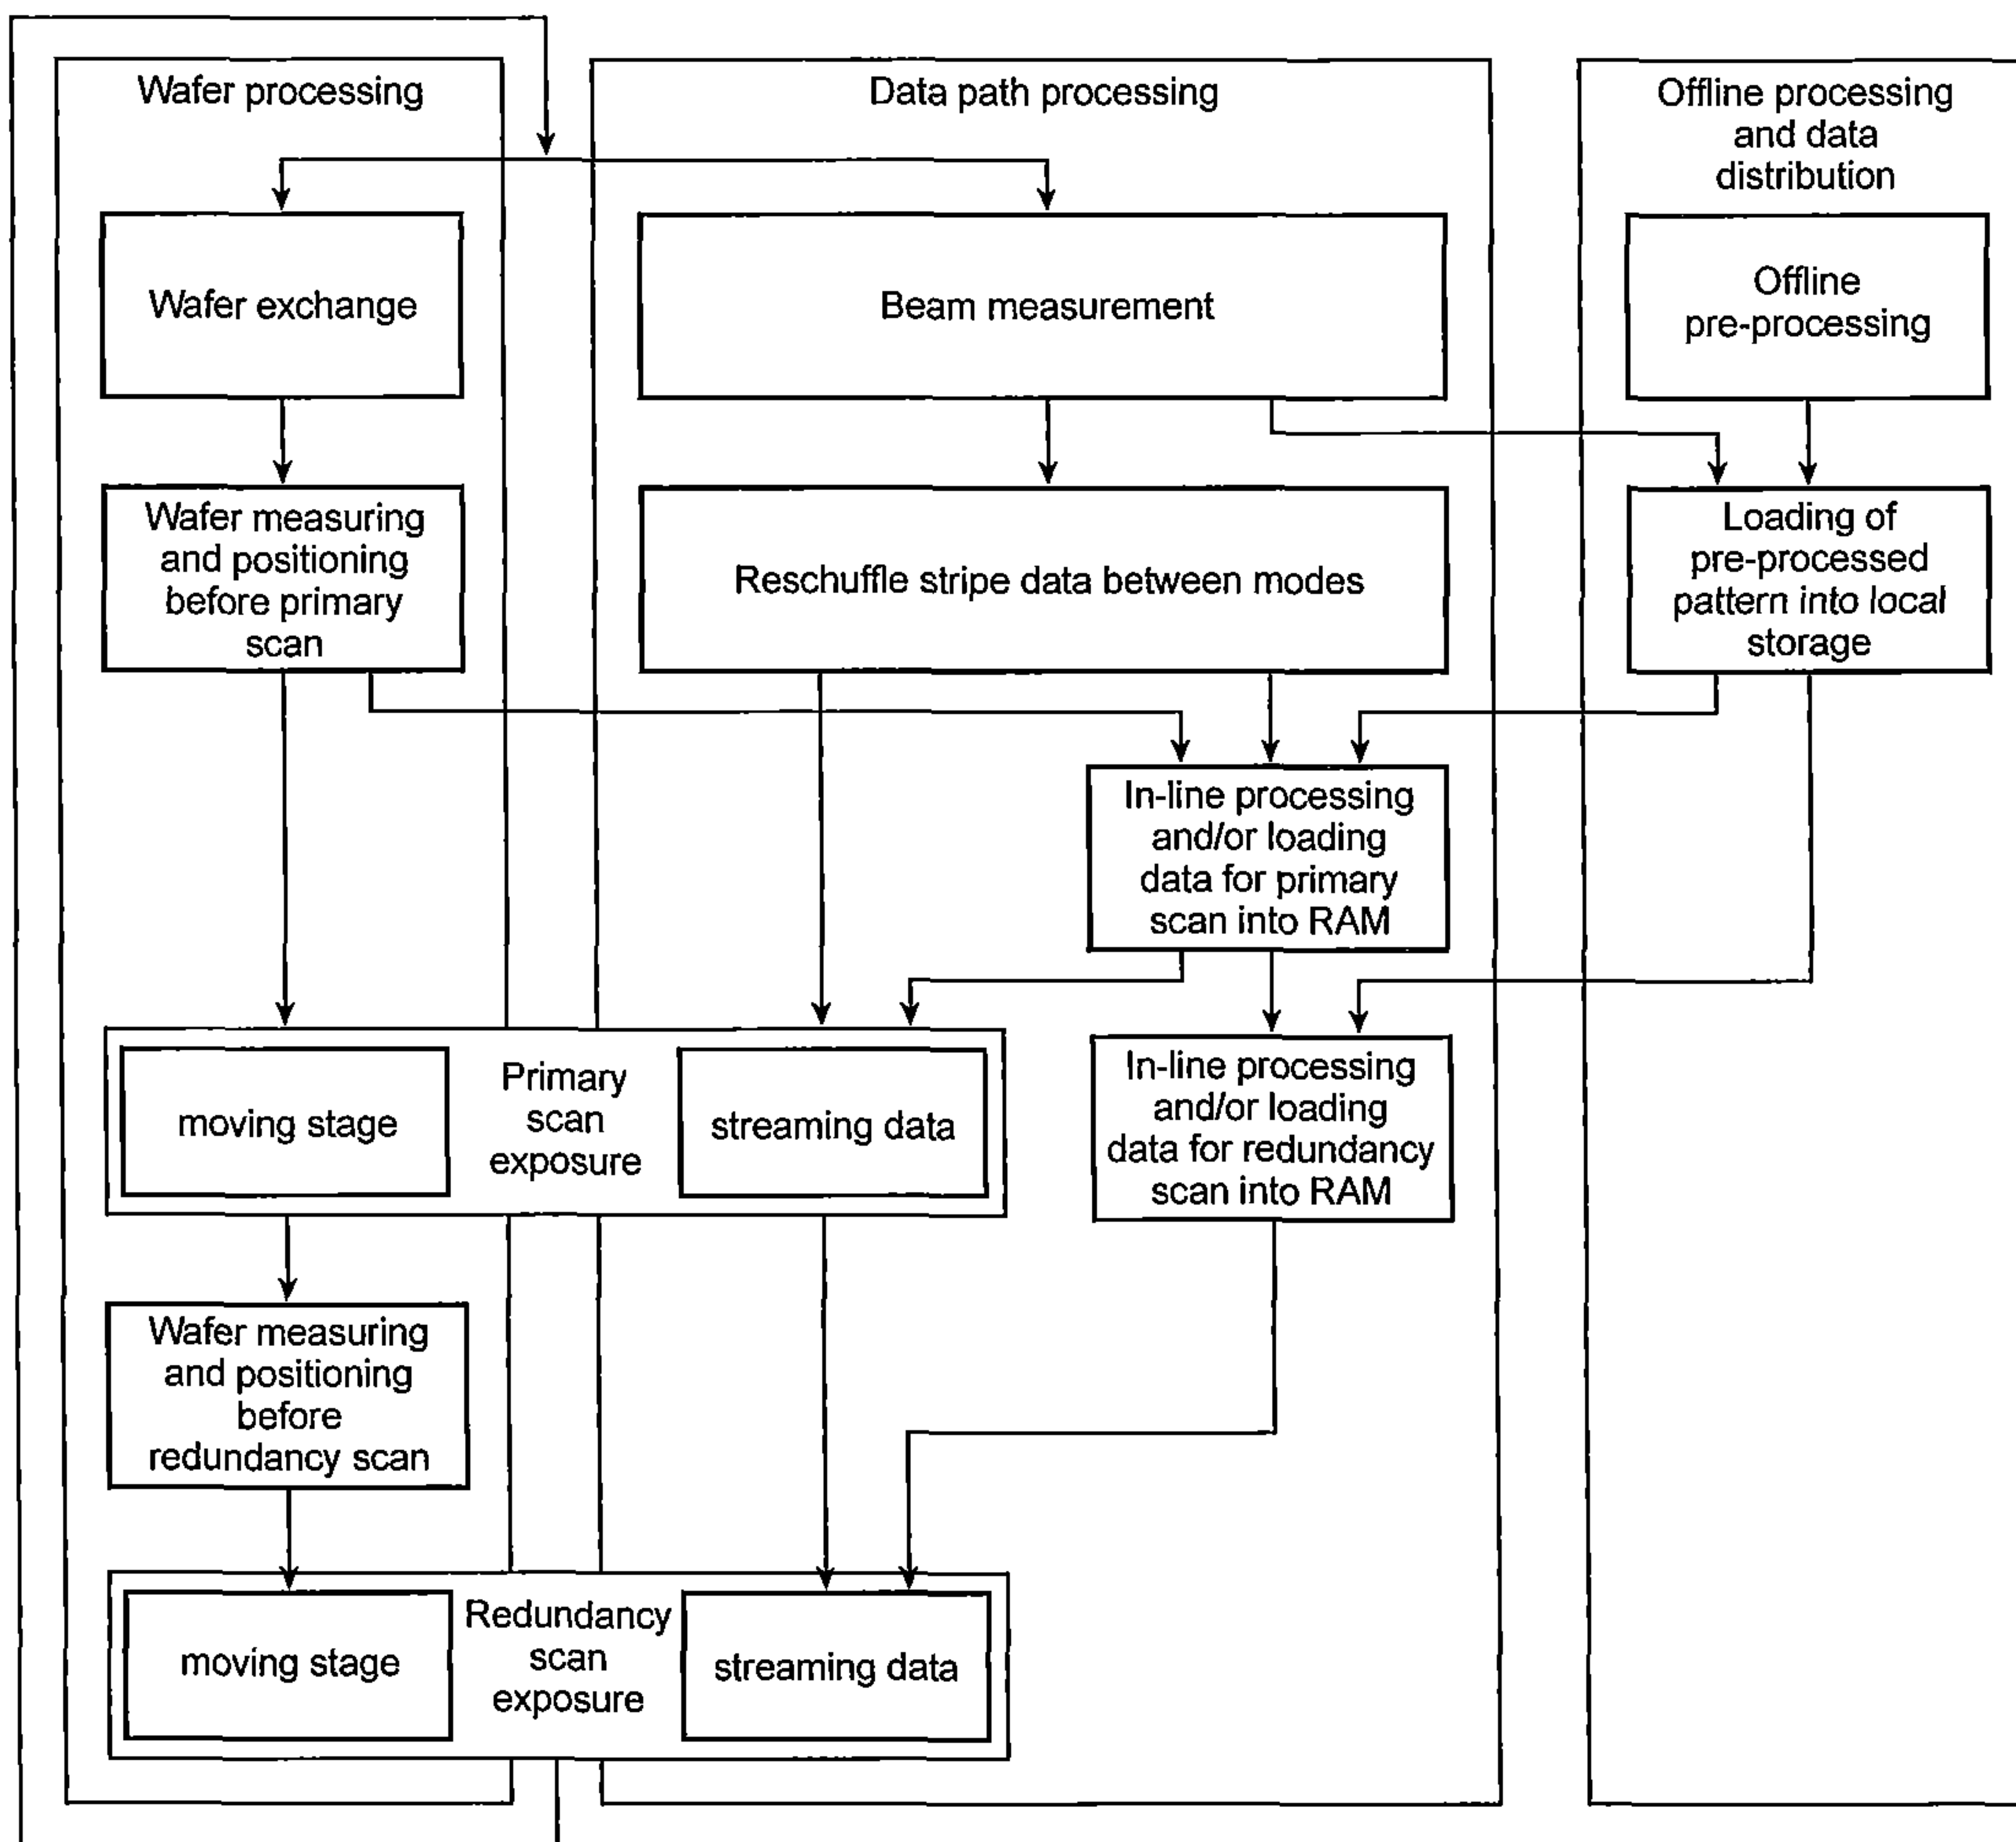 Wafer processing
Data path processing
Offline processing
and data
distribution
Wafer exchange
Beam measurement
Offline
pre-processing
Wafer measuring
and positioning
before primary
scan
Reschuffle stripe data between modes
Loading of
pre-processed
pattern into local
storage
In-line processing
and/or loading
data for primary
scan into RAM
moving stage
Primary
scan
exposure
streaming data
In-line processing
and/or loading
data for redundancy
scan into RAM
Wafer measuring
and positioning
before
redundancy scan
moving stage
Redundancy
scan
exposure
streaming data